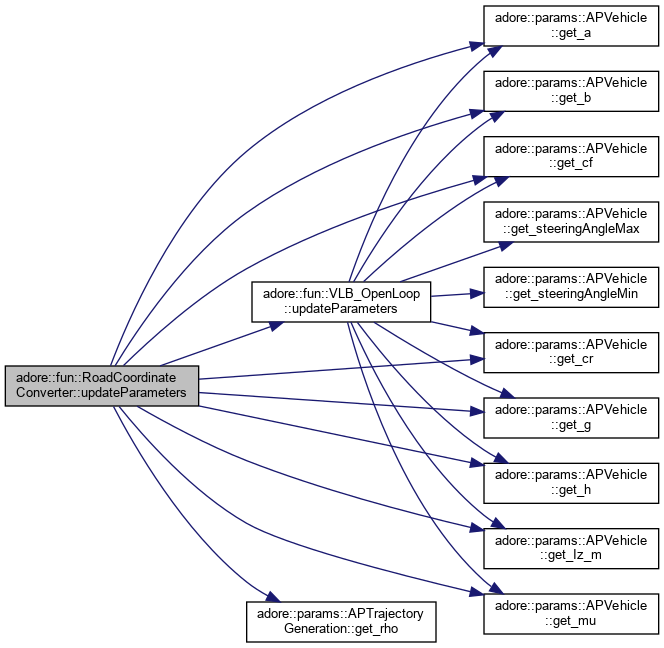 adore::params::APVehicle
::get_a
adore::params::APVehicle
::get_b
adore::params::APVehicle
::get_cf
adore::params::APVehicle
::get_steeringAngleMax
adore::params::APVehicle
::get_steeringAngleMin
adore::fun::VLB_OpenLoop
::updateParameters
adore::params::APVehicle
::get_cr
adore::fun::RoadCoordinate
Converter::updateParameters
adore::params::APVehicle
::get_g
adore::params::APVehicle
::get_h
adore::params::APVehicle
::get_Iz_m
adore::params::APTrajectory
Generation::get_rho
adore::params::APVehicle
::get_mu